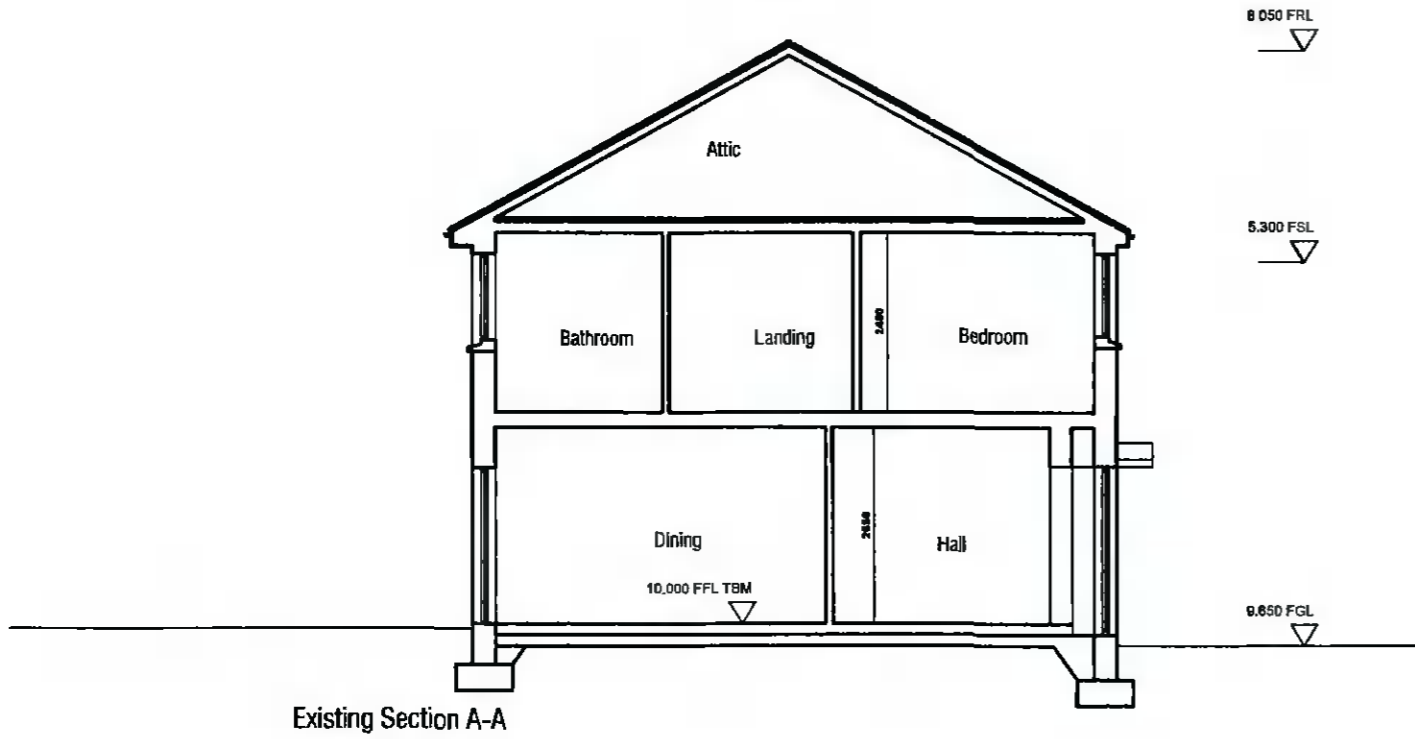 8.050 FRL
Attic
5.300 FSL
Bathroom
Landing
2480
Bedroom
Dining
Hall
10.000 FFL TBM
9.650 FGL
Existing Section A-A